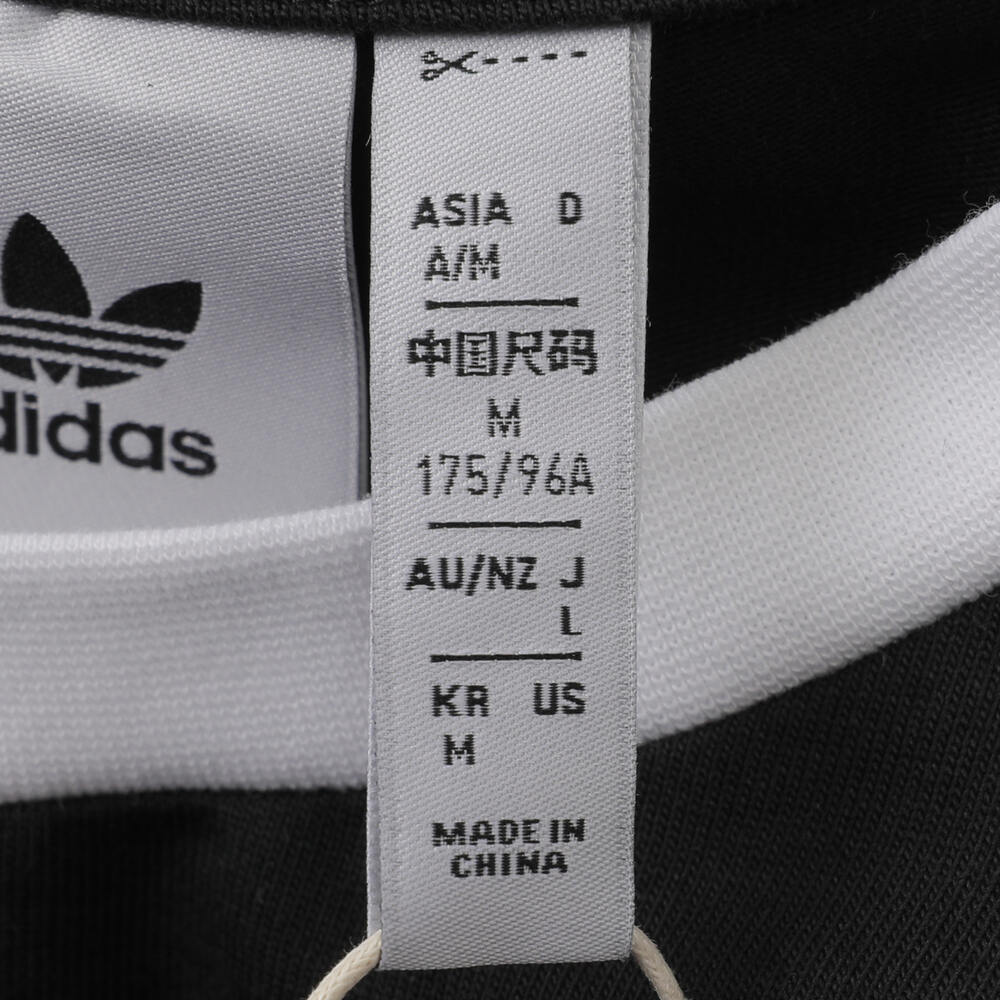 adidas
ASIA D
A/M
中国尺码
M
175/96A
AU/NZ J
L
KR US
M
MADE IN
CHINA